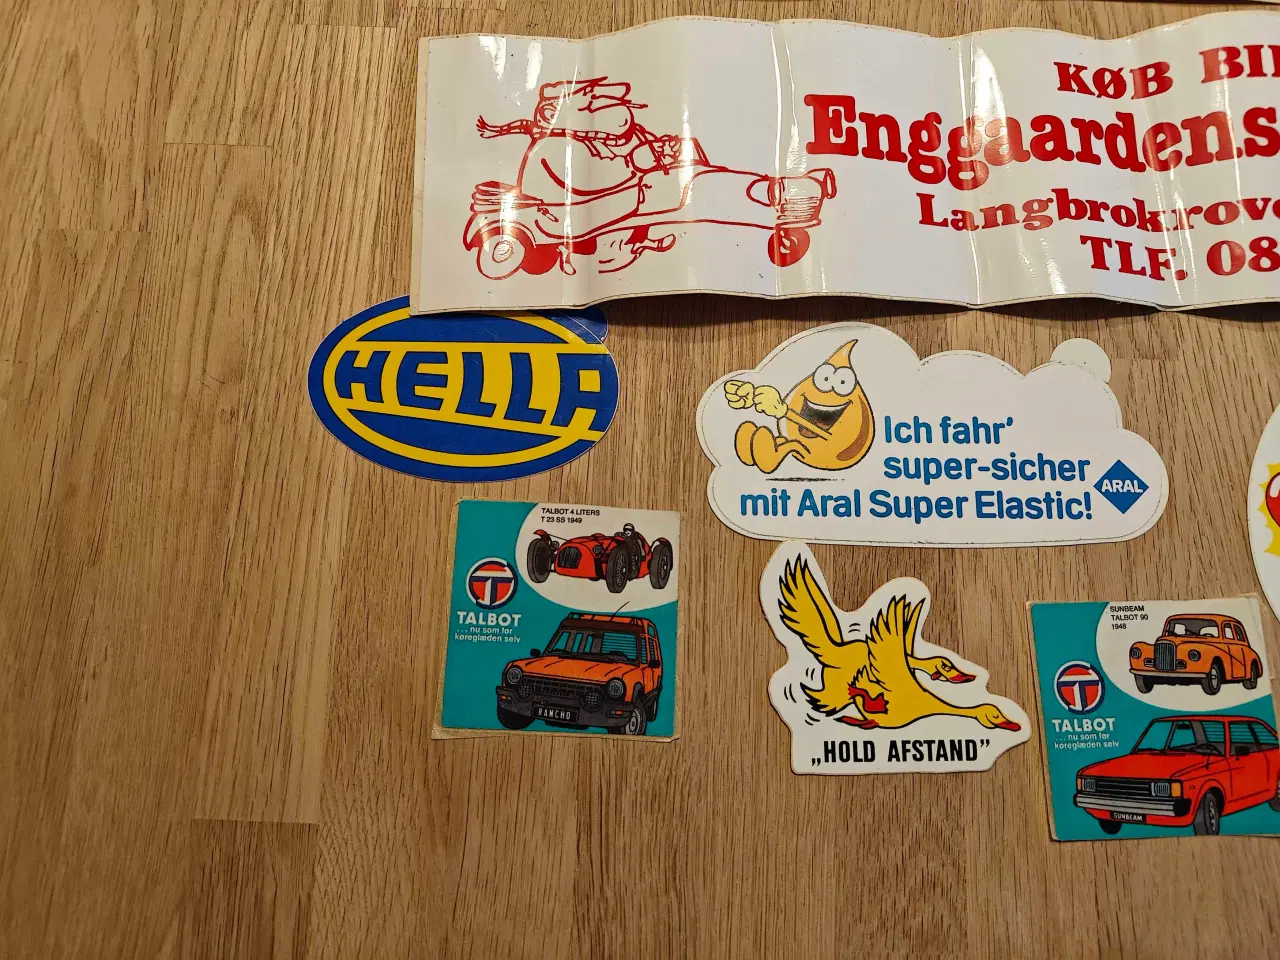 KØB BI
Enggaardens
Langbrokrov
TLF. 08
HELLA
Ich fahr'
super-sicher
mit Aral Super Elastic!
ARAL
TALBOT 4 LITERS
T 23 SS 1949
T
TALBOT
...nu som før
køreglæden selv
RANCHO
„HOLD AFSTAND”
SUNBEAM
TALBOT 90
1948
T
TALBOT
...nu som før
køreglæden selv
SUNBEAM